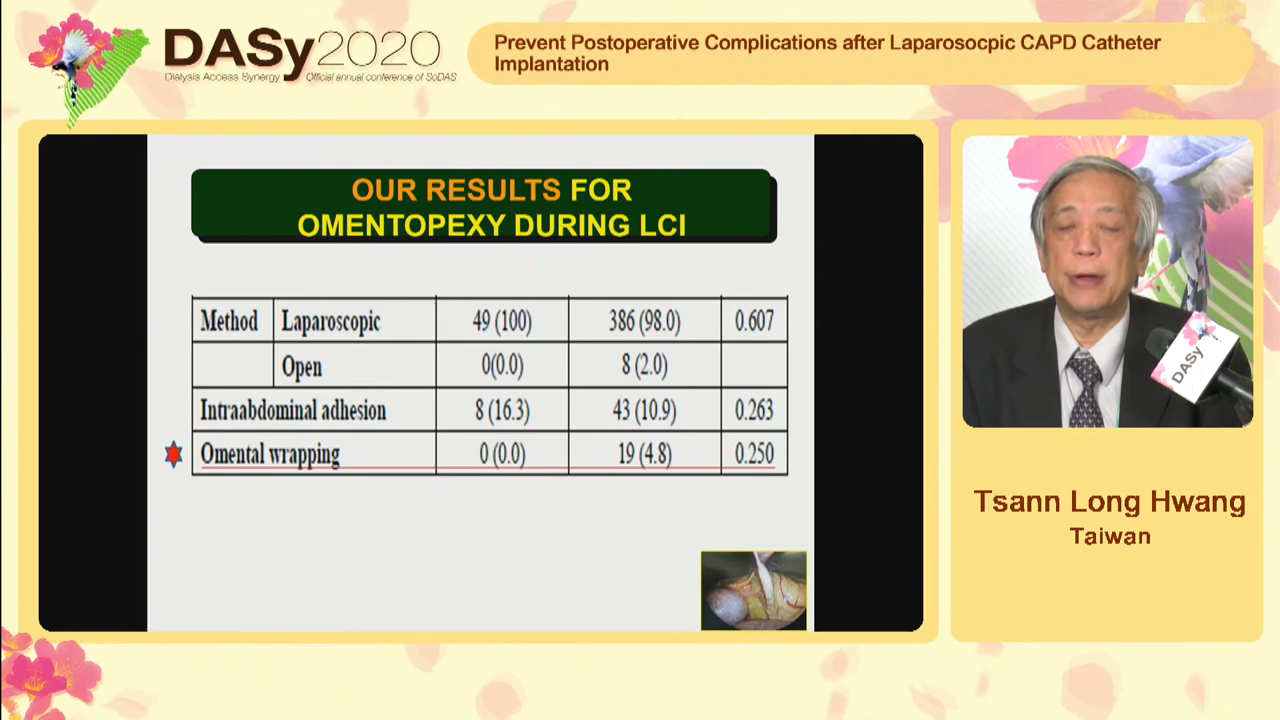 DASy2020
Dialysis Access Synergy Official annual conference of SoDAS
Prevent Postoperative Complications after Laparosocpic CAPD Catheter
Implantation
OUR RESULTS FOR
OMENTOPEXY DURING LCI
Method Laparoscopic 49 (100) 386 (98.0) 0.607
Open 0(0.0) 8 (2.0)
Intraabdominal adhesion 8 (16.3) 43 (10.9) 0.263
Omental wrapping 0 (0.0) 19 (4.8) 0.250
DASy
Tsann Long Hwang
Taiwan